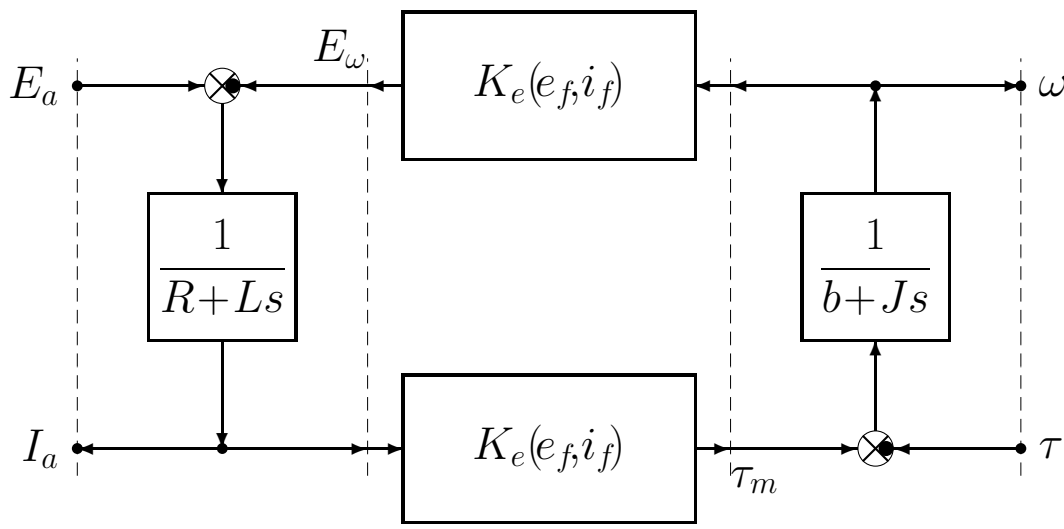 E_a
E_ω
K_e(e_f,i_f)
ω
1
R+Ls
1
b+Js
I_a
K_e(e_f,i_f)
τ_m
τ